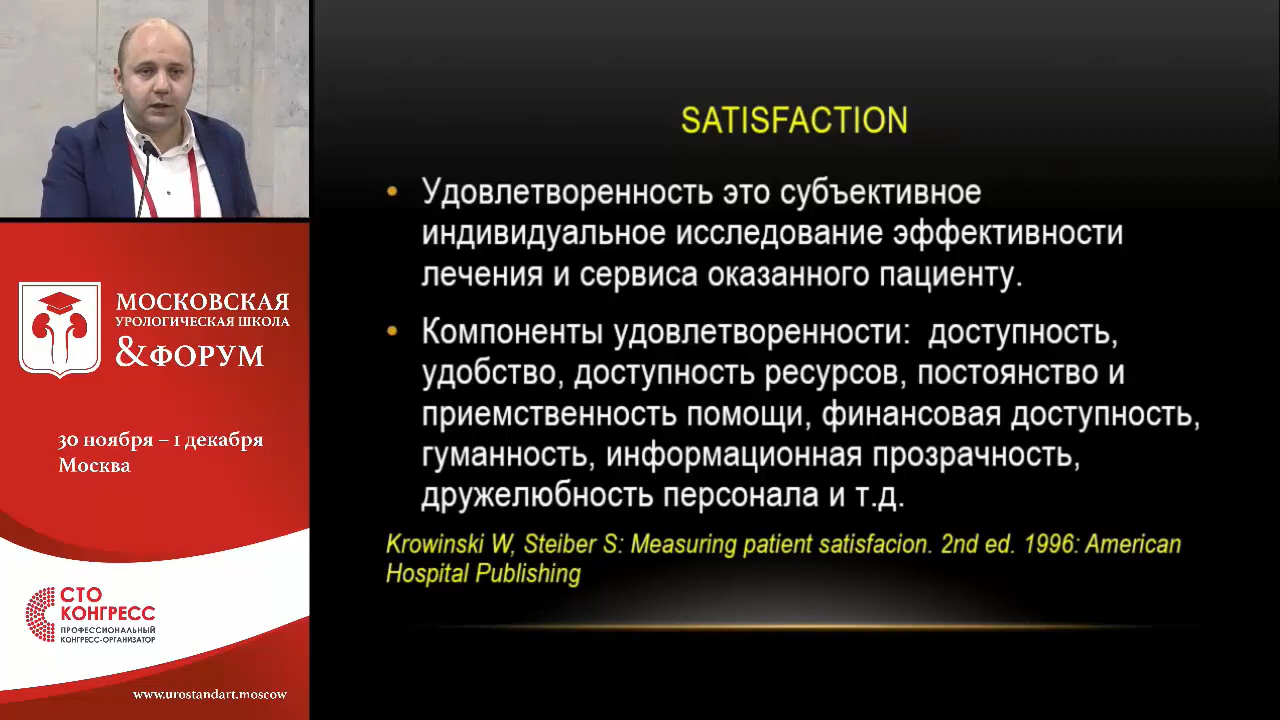 SATISFACTION
• Удовлетворенность это субъективное
индивидуальное исследование эффективности
лечения и сервиса оказанного пациенту.
• Компоненты удовлетворенности: доступность,
удобство, доступность ресурсов, постоянство и
приемственность помощи, финансовая доступность,
гуманность, информационная прозрачность,
дружелюбность персонала и т.д.
Krowinski W, Steiber S: Measuring patient satisfacion. 2nd ed. 1996: American
Hospital Publishing
МОСКОВСКАЯ
УРОЛОГИЧЕСКАЯ ШКОЛА
&ФОРУМ
30 ноября – 1 декабря
Москва
СТО
КОНГРЕСС
ПРОФЕССИОНАЛЬНЫЙ
КОНГРЕСС-ОРГАНИЗАТОР
www.urostandart.moscow